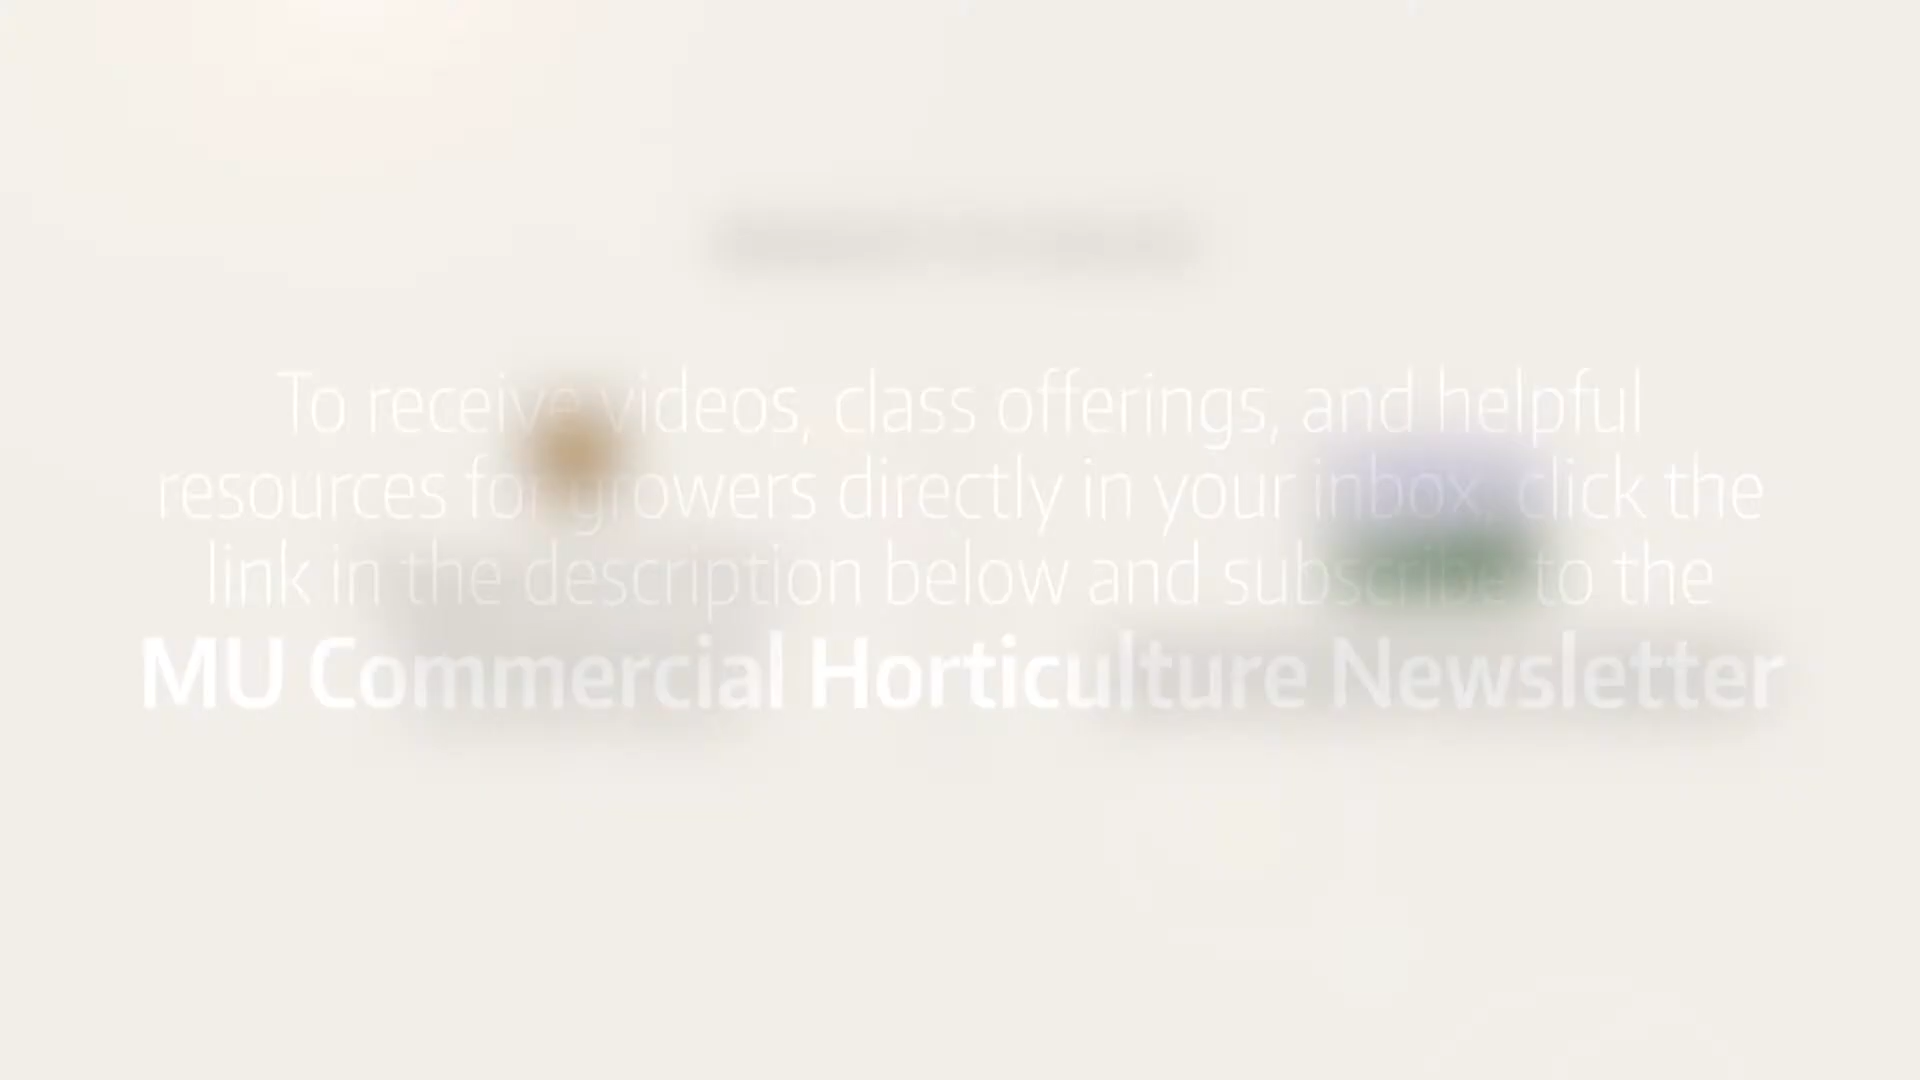 To receive videos, class offerings, and helpful
resources for growers directly in your inbox, click the
link in the description below and subscribe to the
MU Commercial Horticulture Newsletter